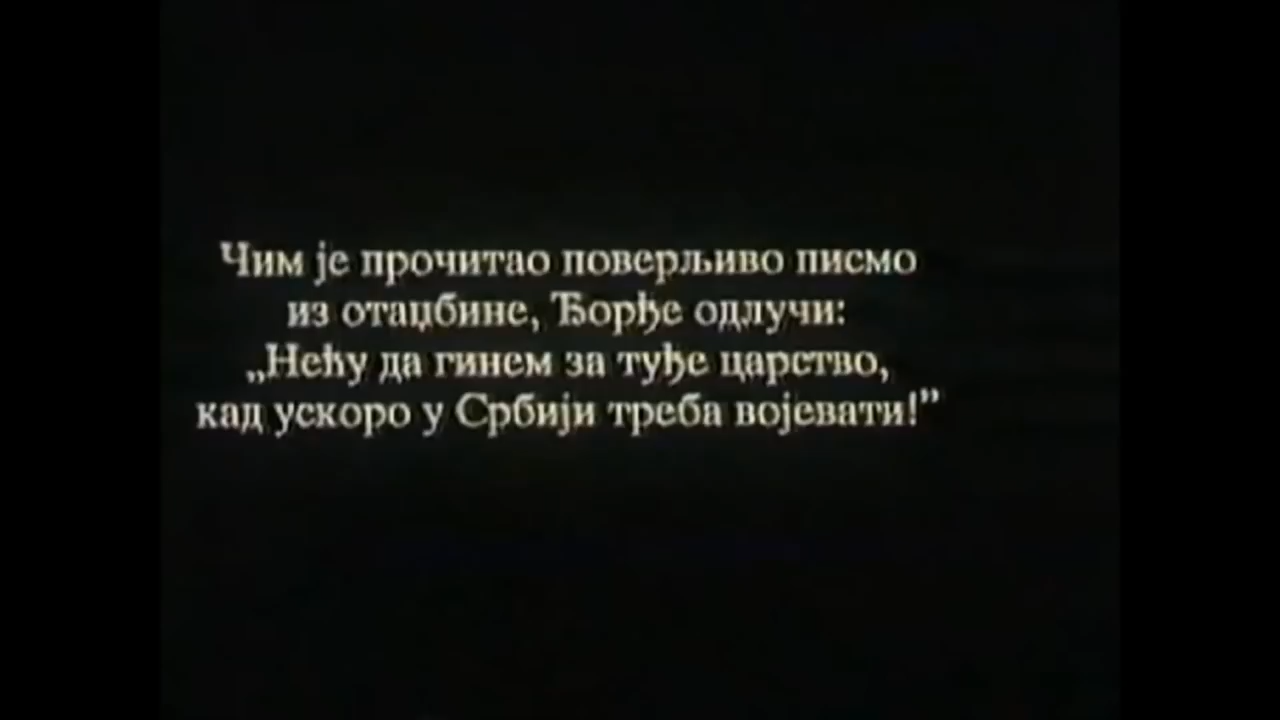 Чим је прочитао поверљиво писмо
из отаџбине, Ђорђе одлучи:
„Нећу да гинем за туђе царство,
кад ускоро у Србији треба војевати!”